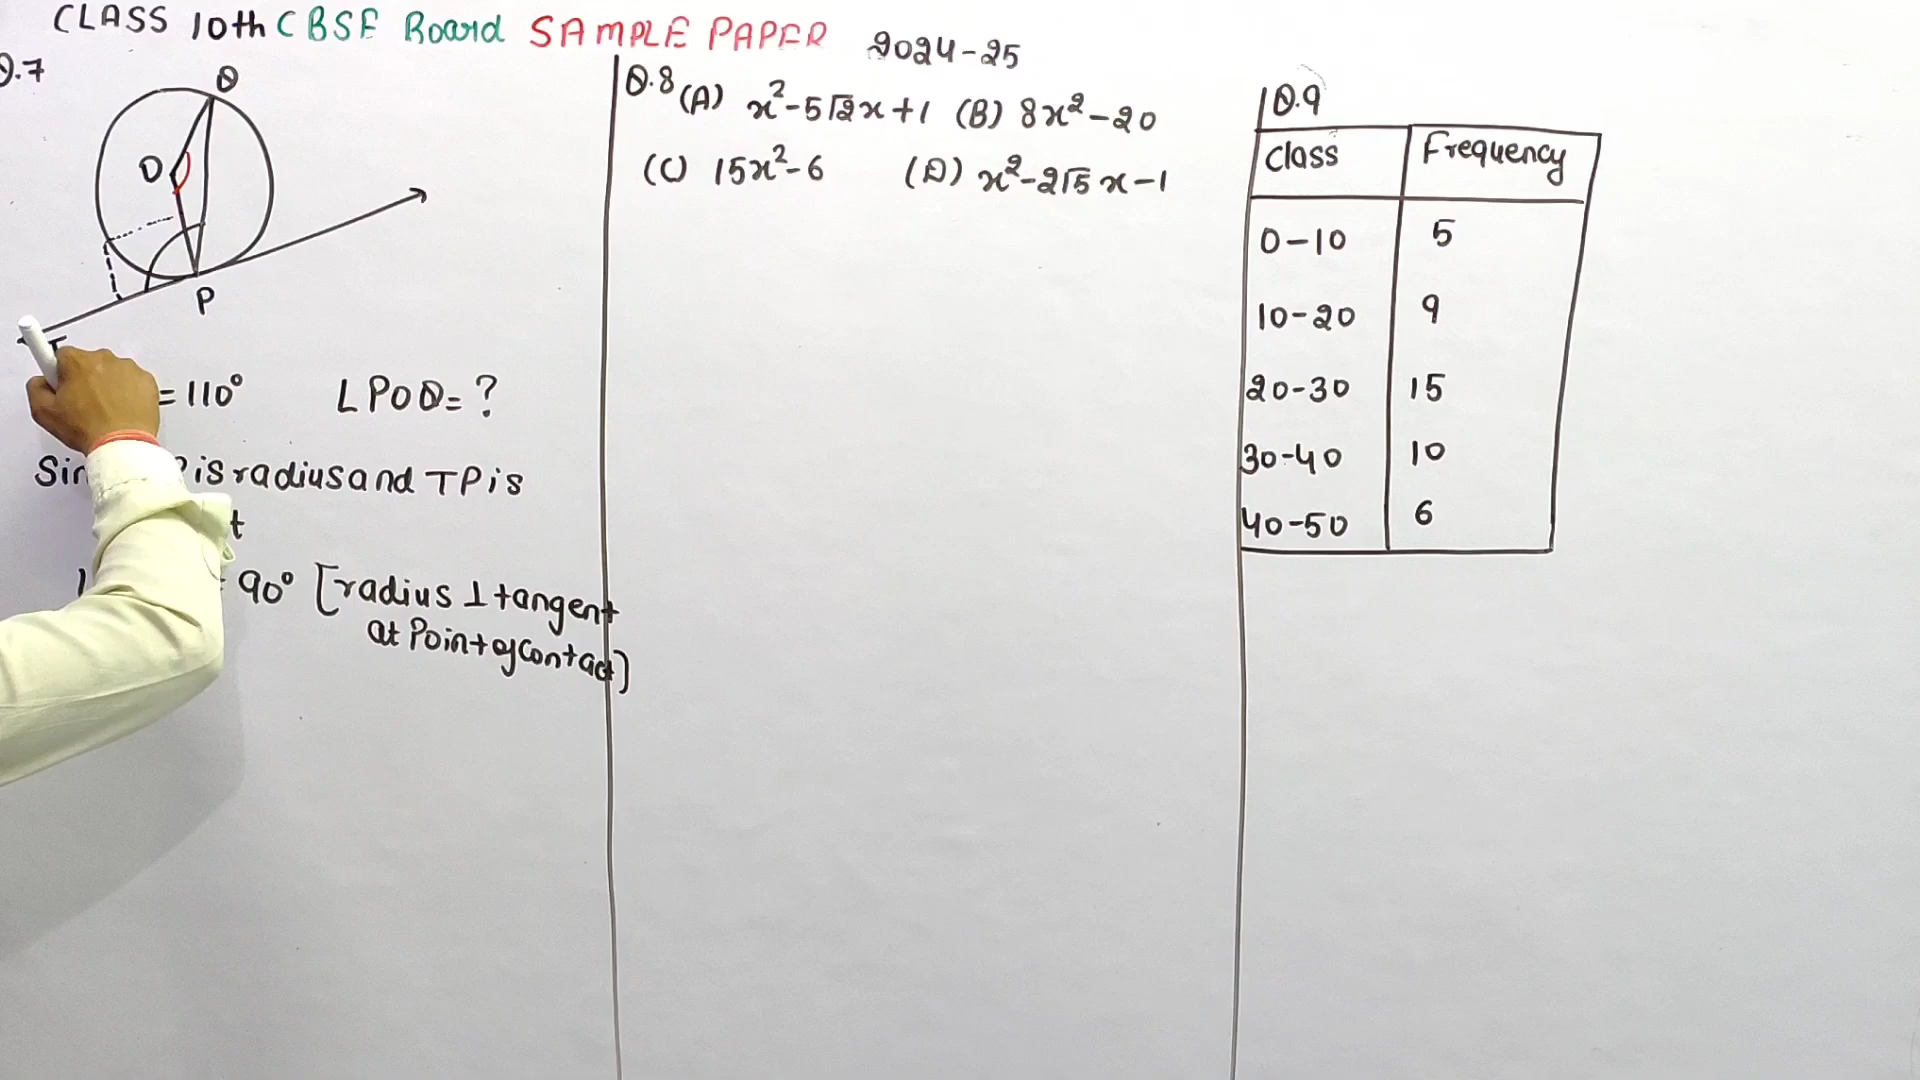 CLASS 10th CBSE Board SAMPLE PAPER 2024-25
Q.7
Q
O
P
T
= 110° ∠POQ = ?
is radius and TP is
t
= 90° [radius ⊥ tangent
at Point of Contact]
Q.8 (A) x²-5√2x+1 (B) 8x²-20
(C) 15x²-6 (D) x²-2√5x-1
Q.9
Class Frequency
0-10 5
10-20 9
20-30 15
30-40 10
40-50 6